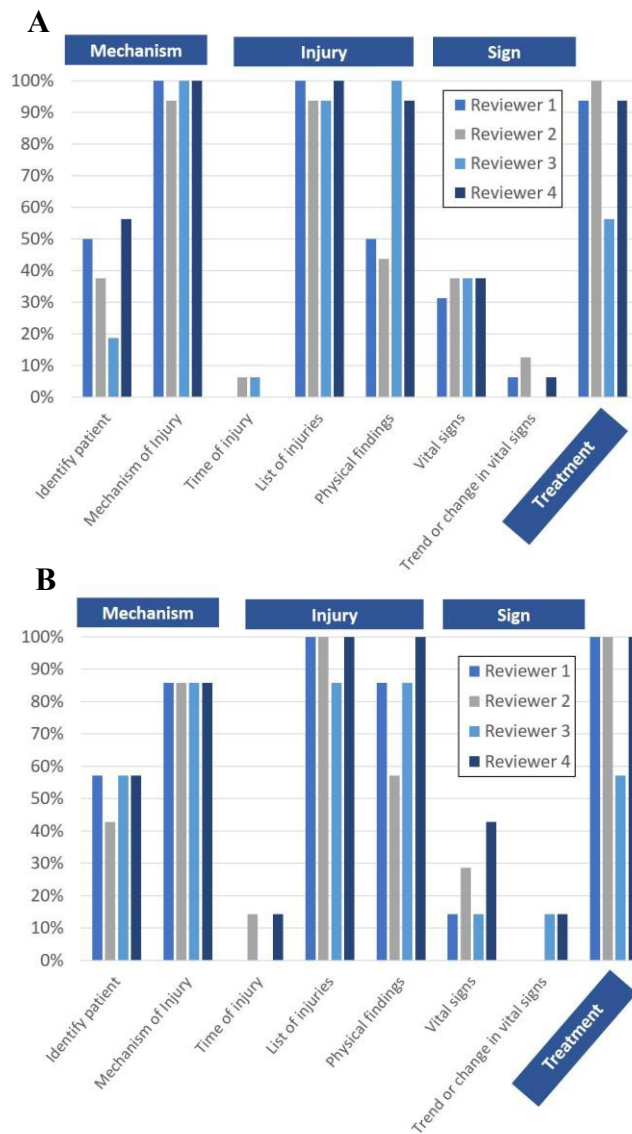 A
Mechanism Injury Sign
100%
90%
80%
70%
60%
50%
40%
30%
20%
10%
0%
Reviewer 1
Reviewer 2
Reviewer 3
Reviewer 4
Identify patient
Mechanism of Injury
Time of injury
List of injuries
Physical findings
Vital signs
Trend or change in vital signs
Treatment
B
Mechanism Injury Sign
100%
90%
80%
70%
60%
50%
40%
30%
20%
10%
0%
Reviewer 1
Reviewer 2
Reviewer 3
Reviewer 4
Identify patient
Mechanism of Injury
Time of injury
List of injuries
Physical findings
Vital signs
Trend or change in vital signs
Treatment